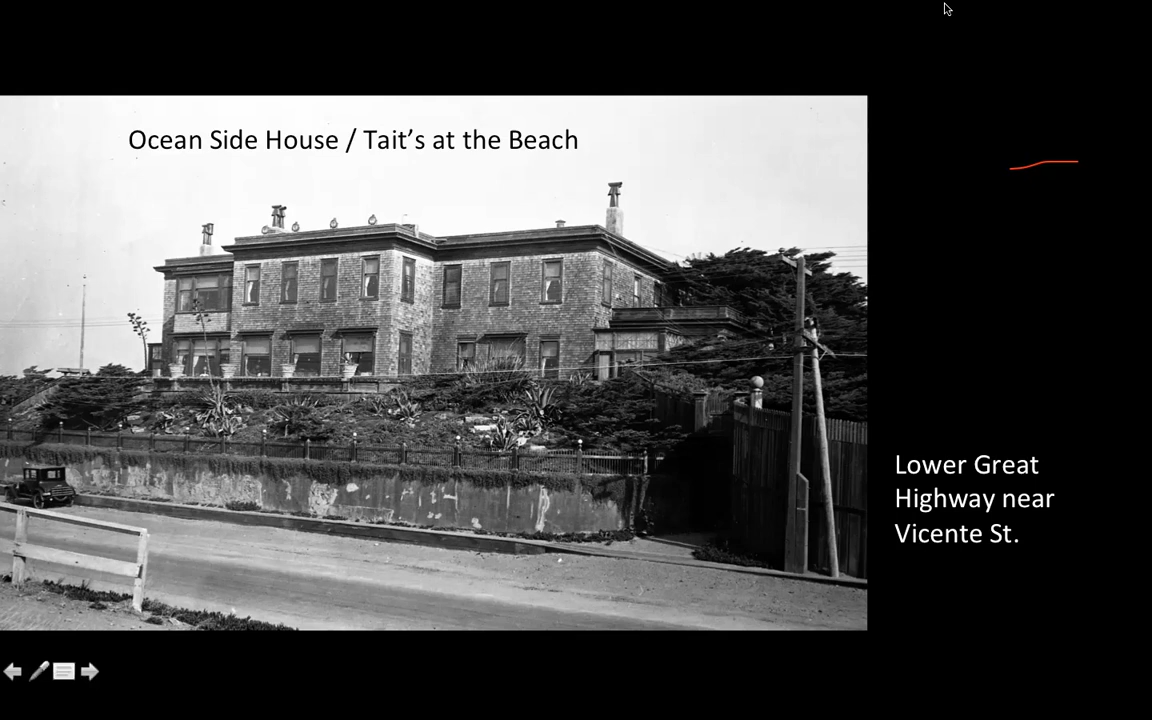 Ocean Side House / Tait’s at the Beach
Lower Great
Highway near
Vicente St.